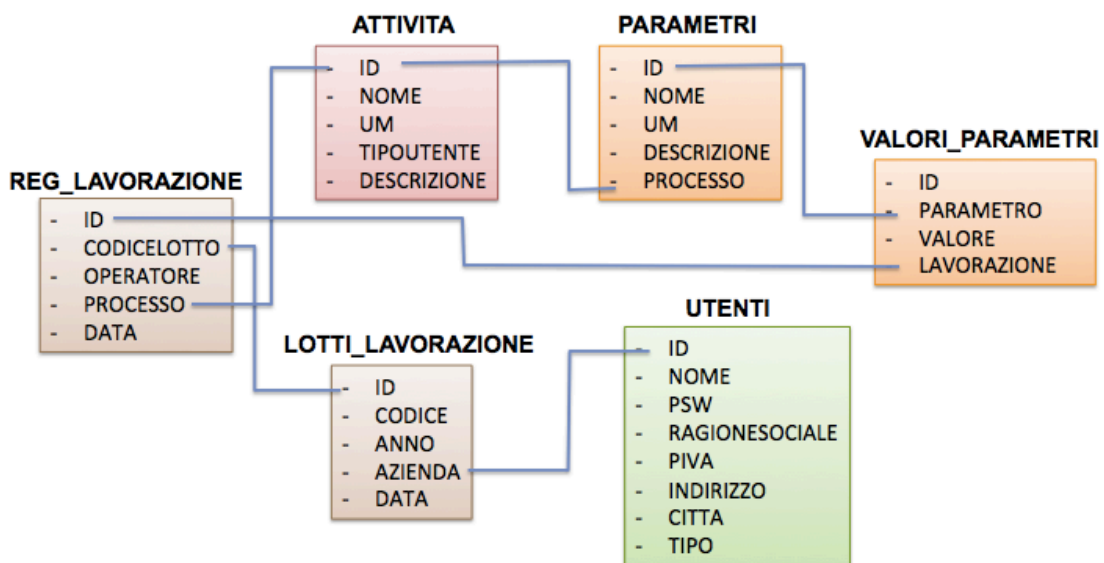 ATTIVITA
- ID
- NOME
- UM
- TIPOUTENTE
- DESCRIZIONE
PARAMETRI
- ID
- NOME
- UM
- DESCRIZIONE
- PROCESSO
VALORI_PARAMETRI
- ID
- PARAMETRO
- VALORE
- LAVORAZIONE
REG_LAVORAZIONE
- ID
- CODICELOTTO
- OPERATORE
- PROCESSO
- DATA
LOTTI_LAVORAZIONE
- ID
- CODICE
- ANNO
- AZIENDA
- DATA
UTENTI
- ID
- NOME
- PSW
- RAGIONESOCIALE
- PIVA
- INDIRIZZO
- CITTA
- TIPO